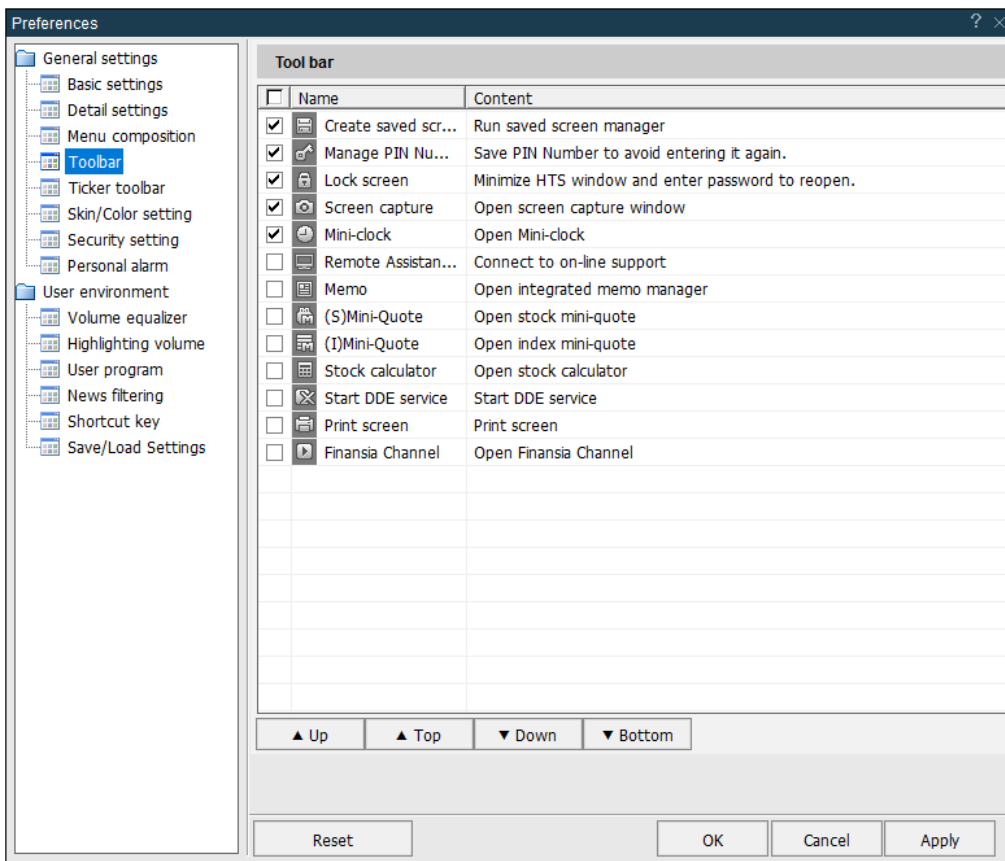 Preferences
General settings
Basic settings
Detail settings
Menu composition
Toolbar
Ticker toolbar
Skin/Color setting
Security setting
Personal alarm
User environment
Volume equalizer
Highlighting volume
User program
News filtering
Shortcut key
Save/Load Settings
Tool bar
Name Content
Create saved scr... Run saved screen manager
Manage PIN Nu... Save PIN Number to avoid entering it again.
Lock screen Minimize HTS window and enter password to reopen.
Screen capture Open screen capture window
Mini-clock Open Mini-clock
Remote Assistan... Connect to on-line support
Memo Open integrated memo manager
(S)Mini-Quote Open stock mini-quote
(I)Mini-Quote Open index mini-quote
Stock calculator Open stock calculator
Start DDE service Start DDE service
Print screen Print screen
Finansia Channel Open Finansia Channel
▲ Up ▲ Top ▼ Down ▼ Bottom
Reset OK Cancel Apply